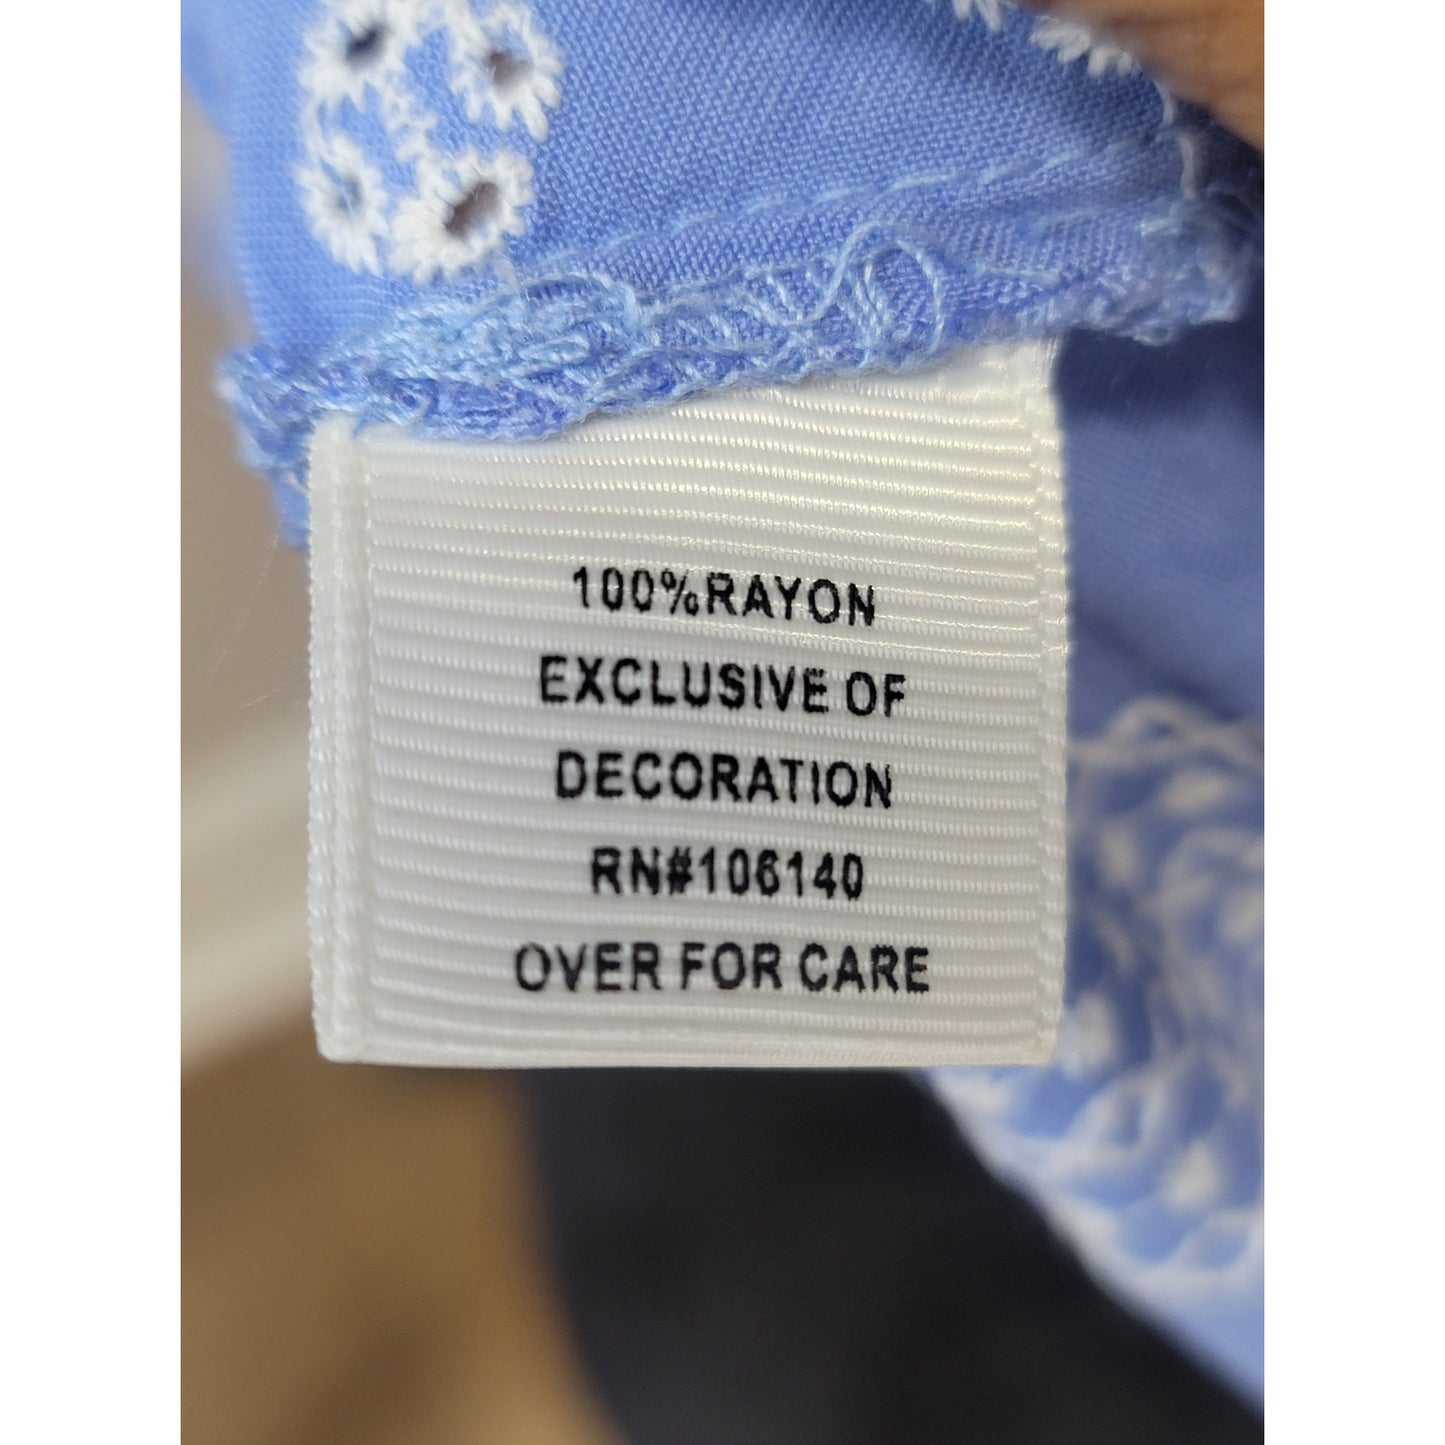 100%RAYON
EXCLUSIVE OF
DECORATION
RN#106140
OVER FOR CARE